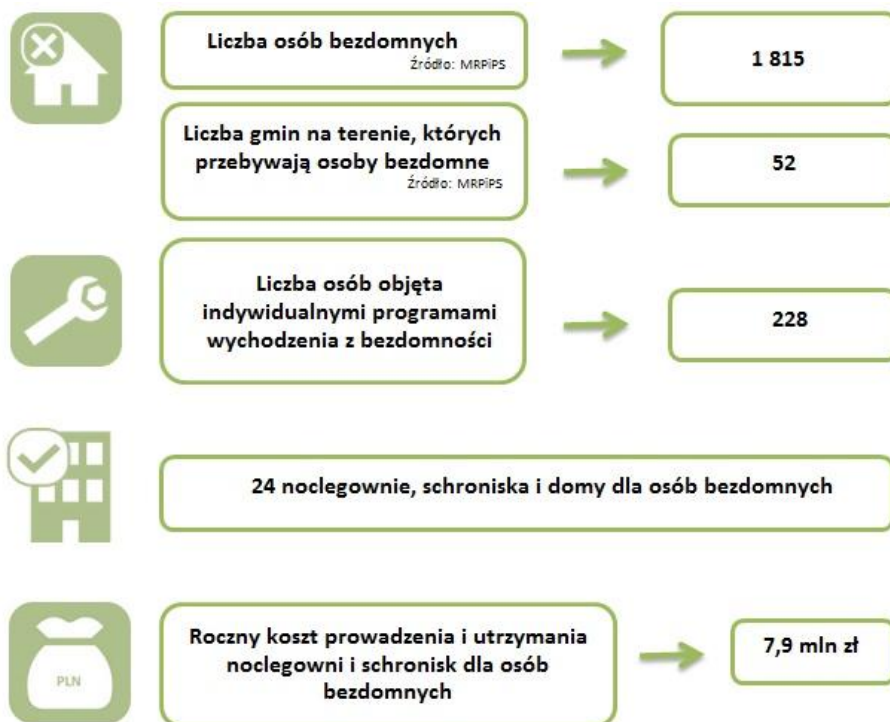 Liczba osób bezdomnych
Źródło: MRPiPS
1 815
Liczba gmin na terenie, których
przebywają osoby bezdomne
Źródło: MRPiPS
52
Liczba osób objęta
indywidualnymi programami
wychodzenia z bezdomności
228
24 noclegownie, schroniska i domy dla osób bezdomnych
Roczny koszt prowadzenia i utrzymania
noclegowni i schronisk dla osób
bezdomnych
7,9 mln zł
PLN